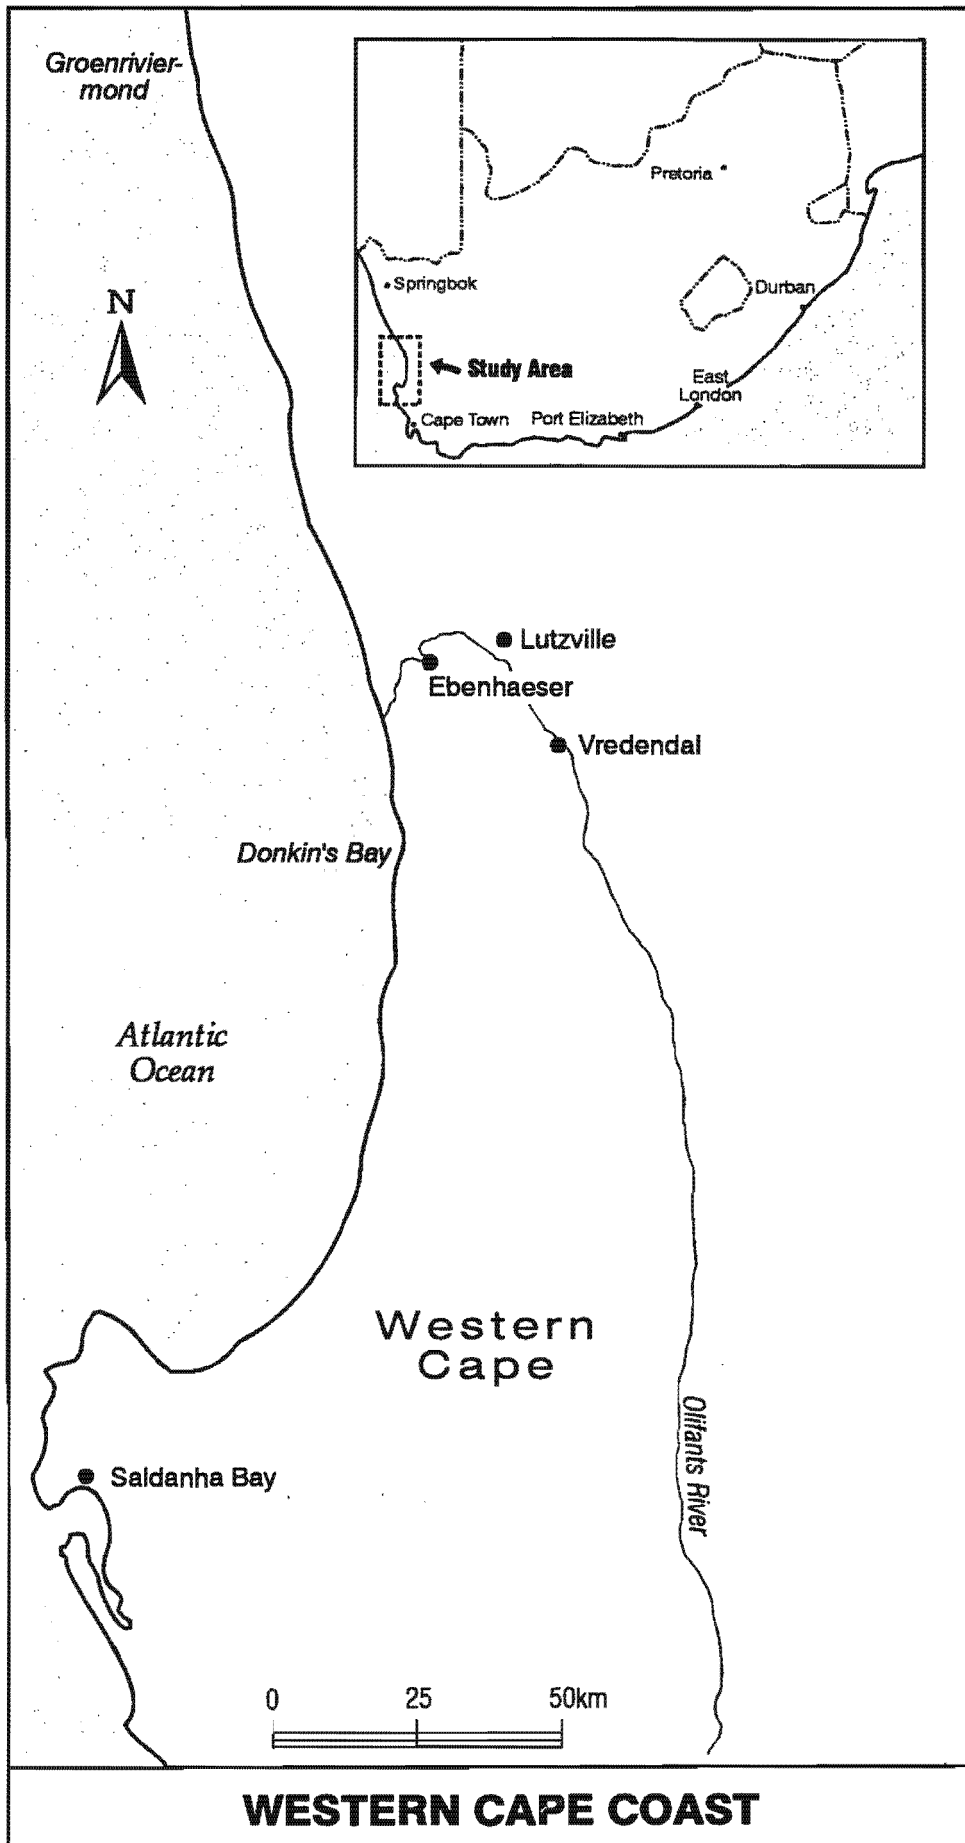 Groenrivier-
mond
N
Pretoria
Springbok
Durban
Study Area
East
London
Cape Town
Port Elizabeth
Lutzville
Ebenhaeser
Vredendal
Donkin's Bay
Atlantic
Ocean
Western
Cape
Olifants River
Saldanha Bay
0 25 50km
WESTERN CAPE COAST